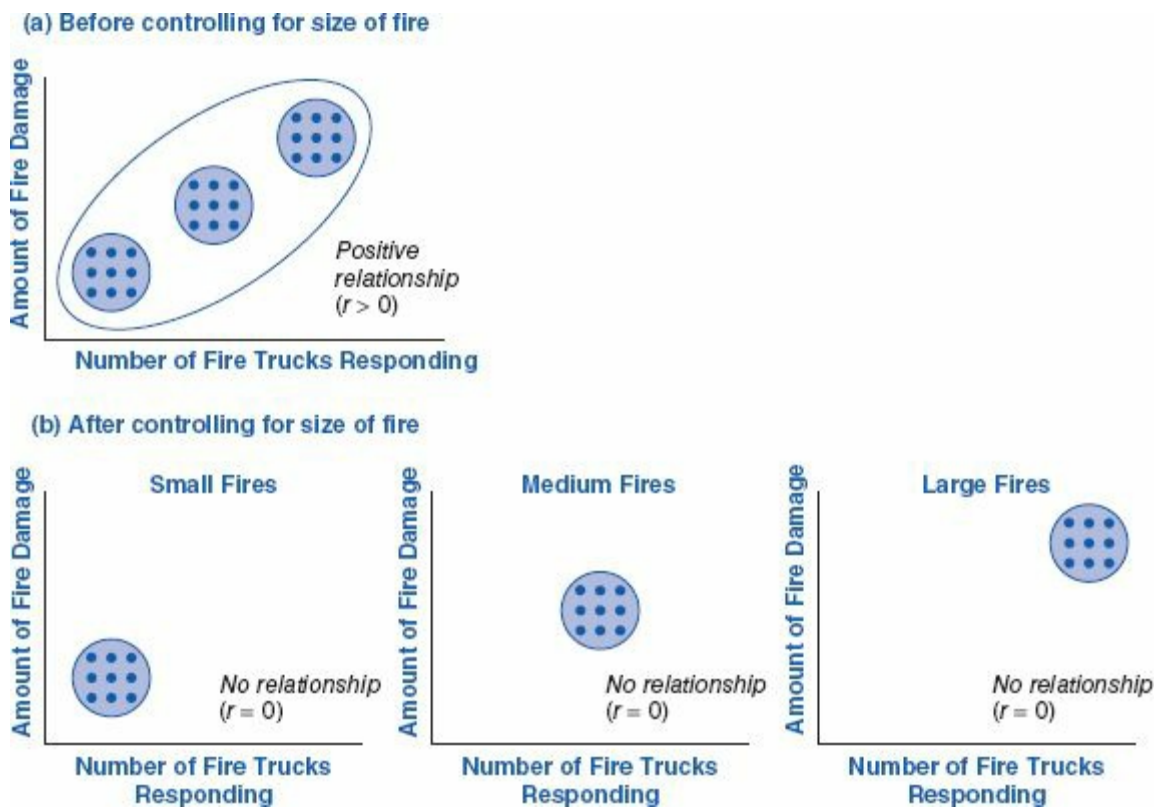 (a) Before controlling for size of fire
Amount of Fire Damage
Positive
relationship
(r > 0)
Number of Fire Trucks Responding
(b) After controlling for size of fire
Small Fires
Amount of Fire Damage
No relationship
(r = 0)
Number of Fire Trucks
Responding
Medium Fires
Amount of Fire Damage
No relationship
(r = 0)
Number of Fire Trucks
Responding
Large Fires
Amount of Fire Damage
No relationship
(r = 0)
Number of Fire Trucks
Responding